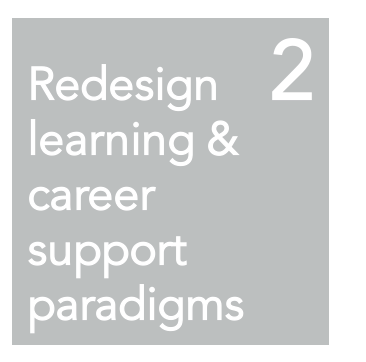 2
Redesign
learning &
career
support
paradigms